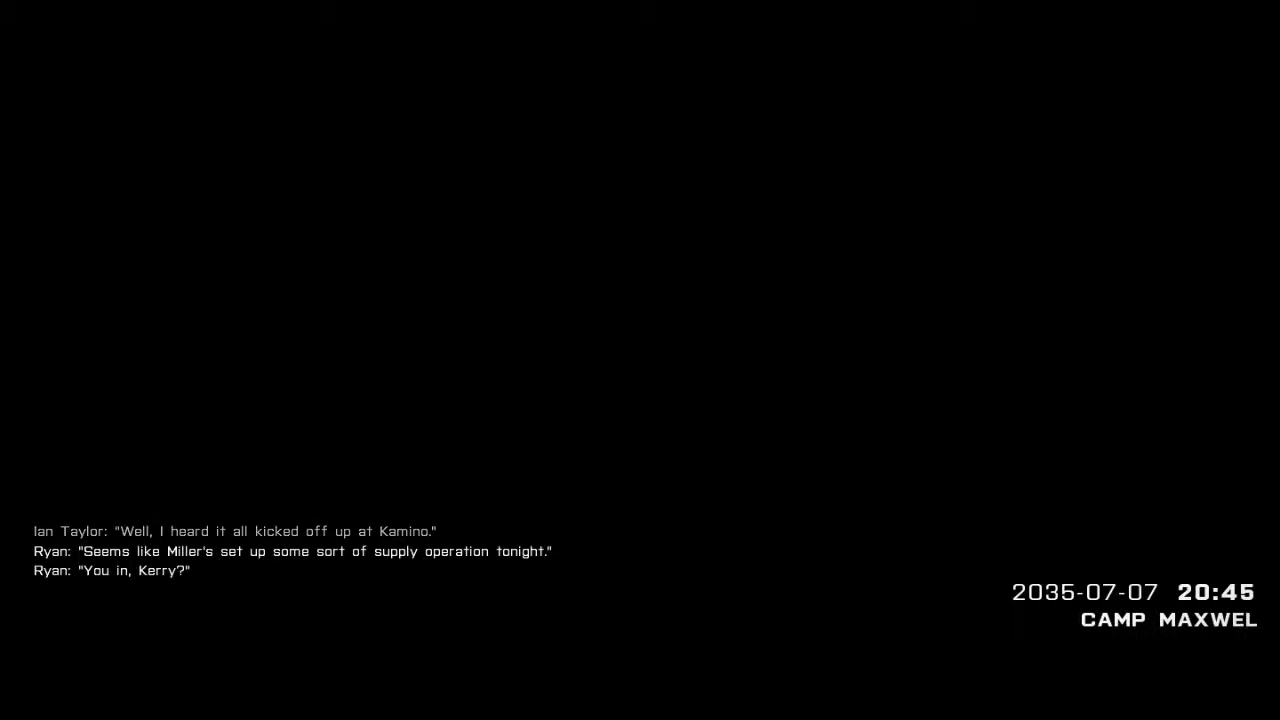 Ian Taylor: "Well, I heard it all kicked off up at Kamino."
Ryan: "Seems like Miller's set up some sort of supply operation tonight."
Ryan: "You in, Kerry?"
2035-07-07 20:45
CAMP MAXWEL